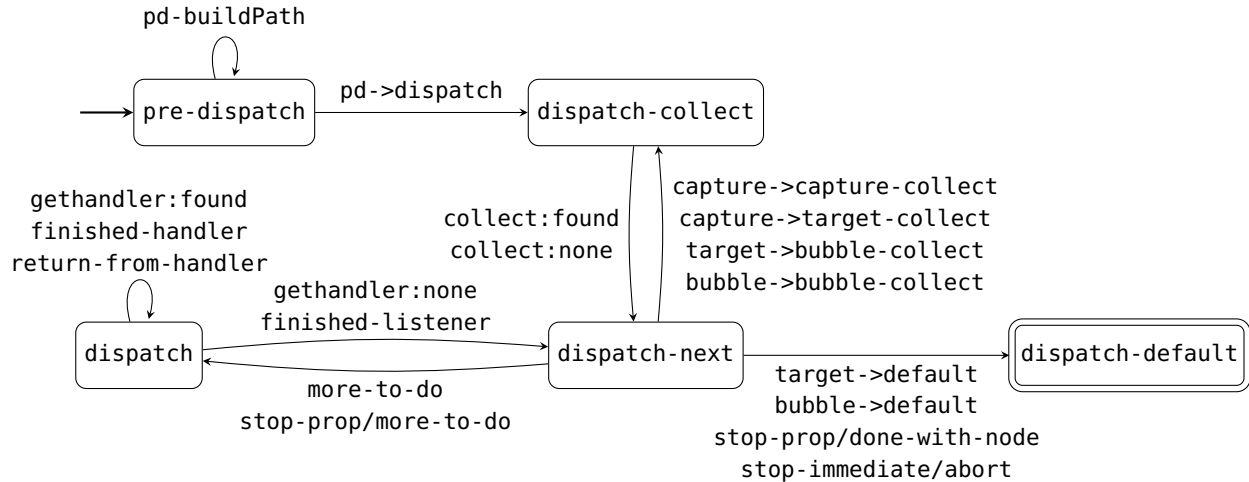 pd-buildPath
pre-dispatch
pd->dispatch
dispatch-collect
gethandler:found
finished-handler
return-from-handler
collect:found
collect:none
capture->capture-collect
capture->target-collect
target->bubble-collect
bubble->bubble-collect
gethandler:none
finished-listener
dispatch
dispatch-next
dispatch-default
more-to-do
stop-prop/more-to-do
target->default
bubble->default
stop-prop/done-with-node
stop-immediate/abort